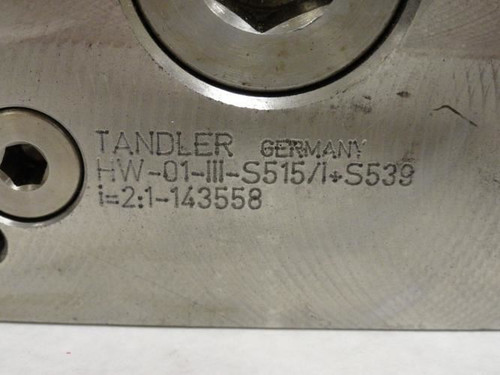 TANDLER GERMANY
HW-01-III-S515/I+S539
i=2:1-143558